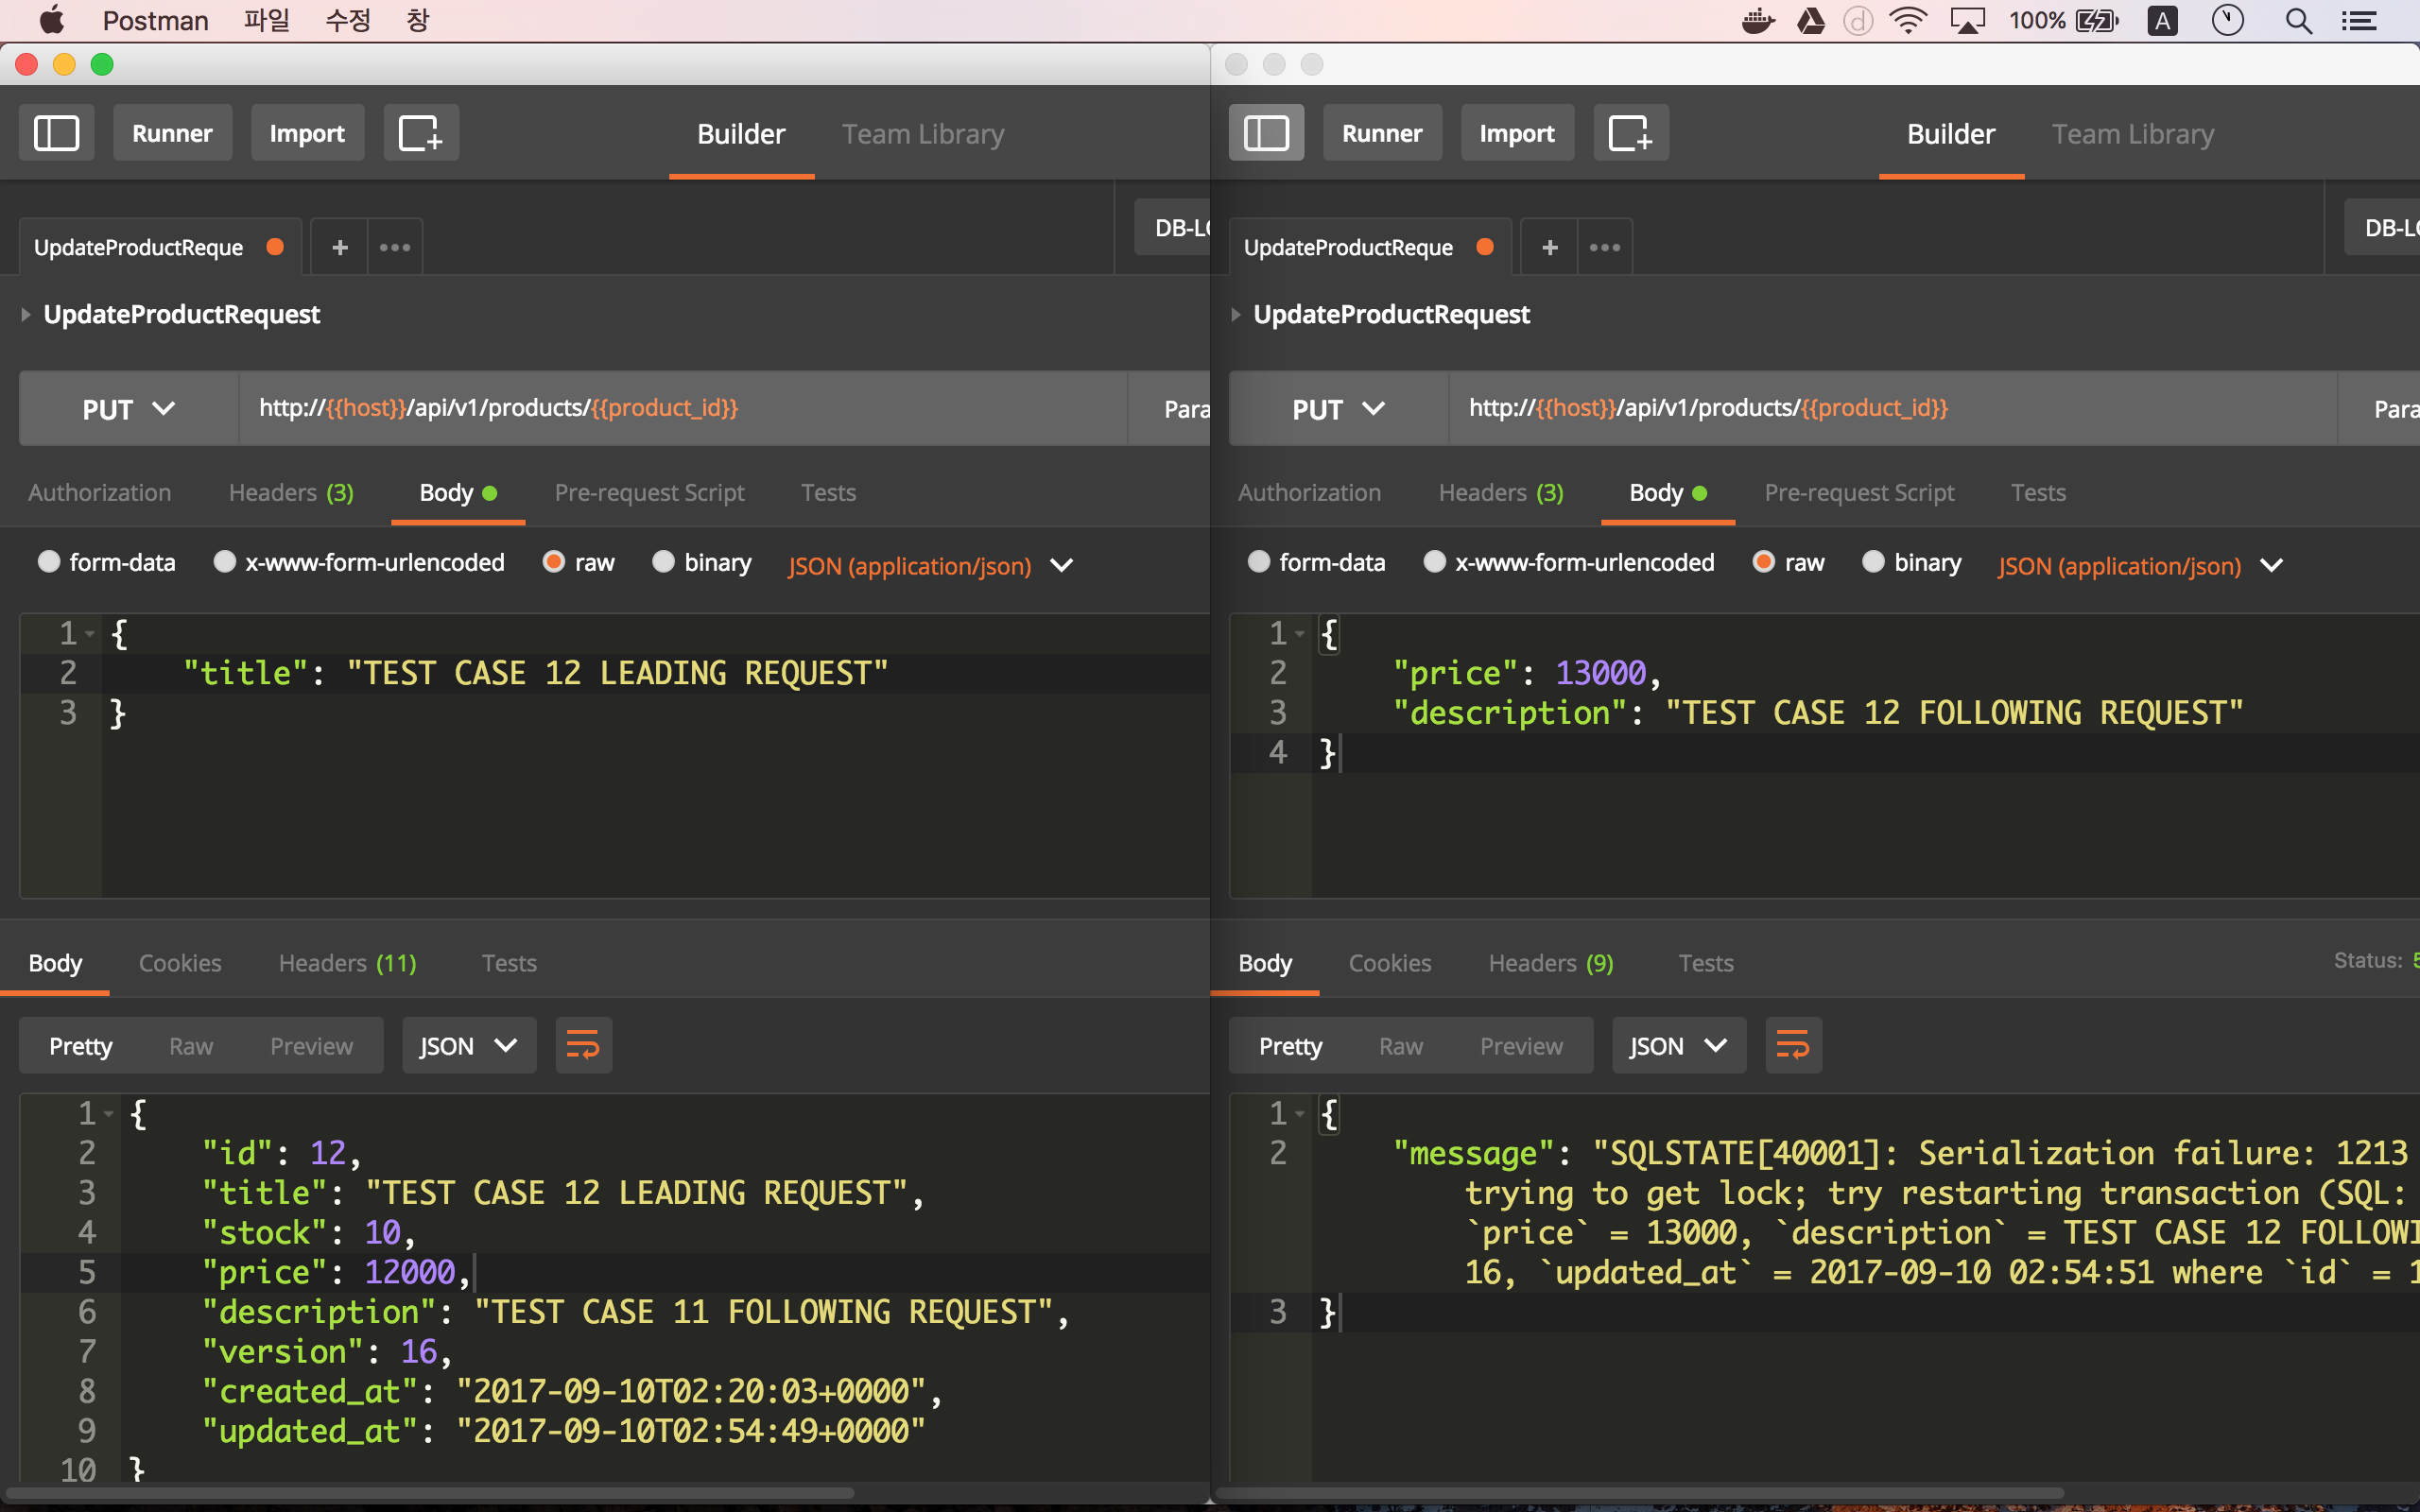 Postman 파일 수정 창 100% A
Runner Import Builder Team Library
DB-LO
UpdateProductReque + •••
UpdateProductRequest
PUT http://{{host}}/api/v1/products/{{product_id}} Para
Authorization Headers (3) Body Pre-request Script Tests
form-data x-www-form-urlencoded raw binary JSON (application/json)
1 {
2 "title": "TEST CASE 12 LEADING REQUEST"
3 }
Body Cookies Headers (11) Tests
Pretty Raw Preview JSON
1 {
2 "id": 12,
3 "title": "TEST CASE 12 LEADING REQUEST",
4 "stock": 10,
5 "price": 12000,
6 "description": "TEST CASE 11 FOLLOWING REQUEST",
7 "version": 16,
8 "created_at": "2017-09-10T02:20:03+0000",
9 "updated_at": "2017-09-10T02:54:49+0000"
10 }
Runner Import Builder Team Library
DB-LO
UpdateProductReque + •••
UpdateProductRequest
PUT http://{{host}}/api/v1/products/{{product_id}} Para
Authorization Headers (3) Body Pre-request Script Tests
form-data x-www-form-urlencoded raw binary JSON (application/json)
1 {
2 "price": 13000,
3 "description": "TEST CASE 12 FOLLOWING REQUEST"
4 }
Body Cookies Headers (9) Tests Status: 5
Pretty Raw Preview JSON
1 {
2 "message": "SQLSTATE[40001]: Serialization failure: 1213
trying to get lock; try restarting transaction (SQL:
`price` = 13000, `description` = TEST CASE 12 FOLLOWI
16, `updated_at` = 2017-09-10 02:54:51 where `id` = 1
3 }